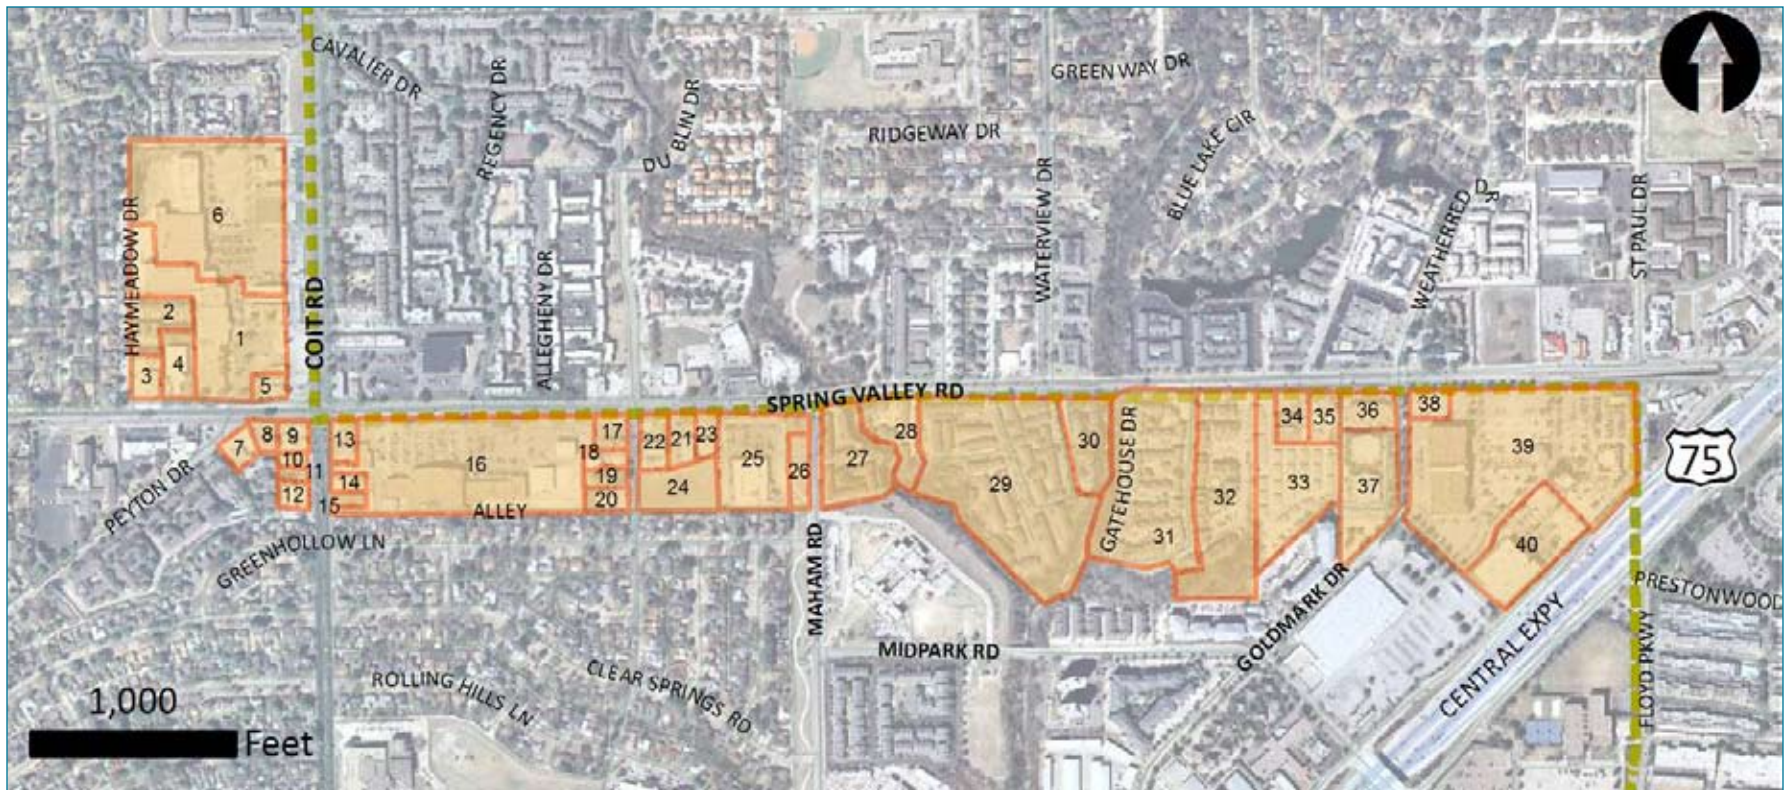 CAVALIER DR
REGENCY DR
DUBLIN DR
GREENWAY DR
RIDGEWAY DR
BLUE LAKE CIR
WATERVIEW DR
WEATHERRED DR
ST PAUL DR
HAYMEADOW DR
COIT RD
ALLEGHENY DR
SPRING VALLEY RD
6
2
1
3
4
5
7
8
9
10
11
12
13
14
15
16
17
18
19
20
21
22
23
24
25
26
27
28
29
30
31
32
33
34
35
36
37
38
39
40
75
PEYTON DR
ALLEY
GREENHOLLOW LN
MAHAM RD
GATEHOUSE DR
GOLDMARK DR
MIDPARK RD
CENTRAL EXPY
PRESTONWOOD
FLOYD PKWY
ROLLING HILLS LN
CLEAR SPRINGS RD
1,000
Feet